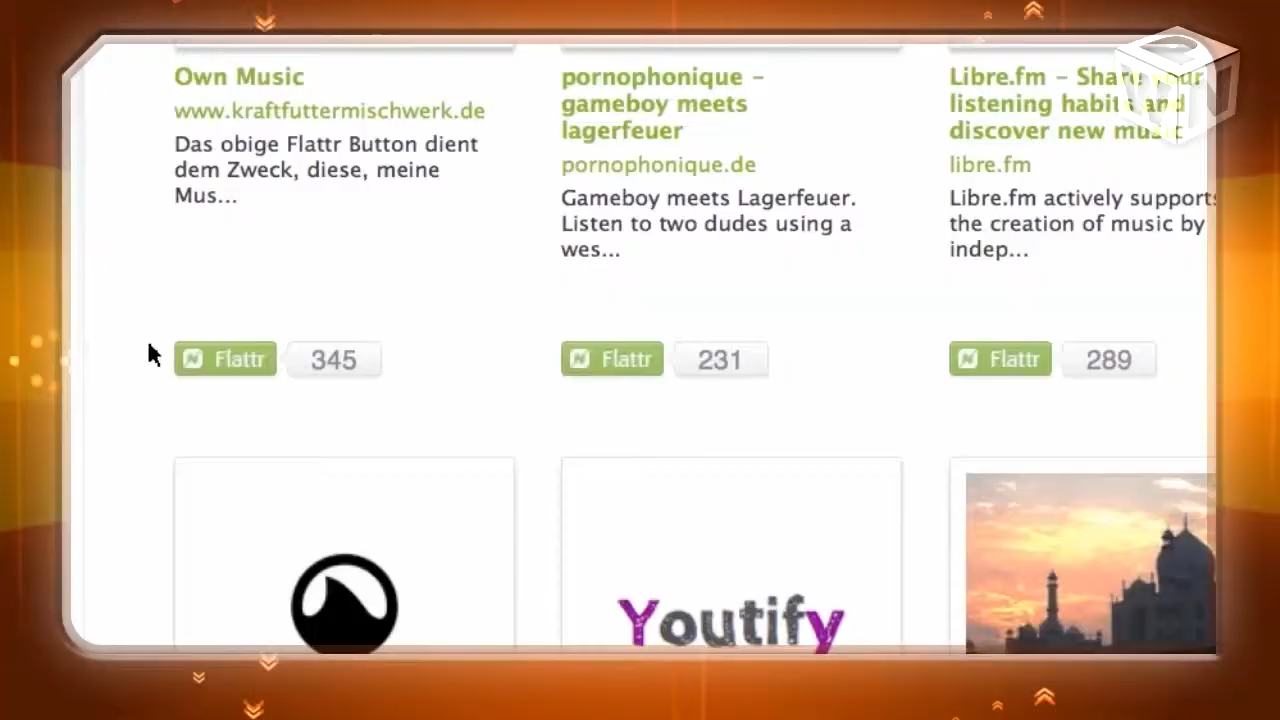 Own Music
www.kraftfuttermischwerk.de
Das obige Flattr Button dient
dem Zweck, diese, meine
Mus...
Flattr 345
pornophonique –
gameboy meets
lagerfeuer
pornophonique.de
Gameboy meets Lagerfeuer.
Listen to two dudes using a
wes...
Flattr 231
Libre.fm – Share your
listening habits and
discover new music
libre.fm
Libre.fm actively supports
the creation of music by
indep...
Flattr 289
Youtify